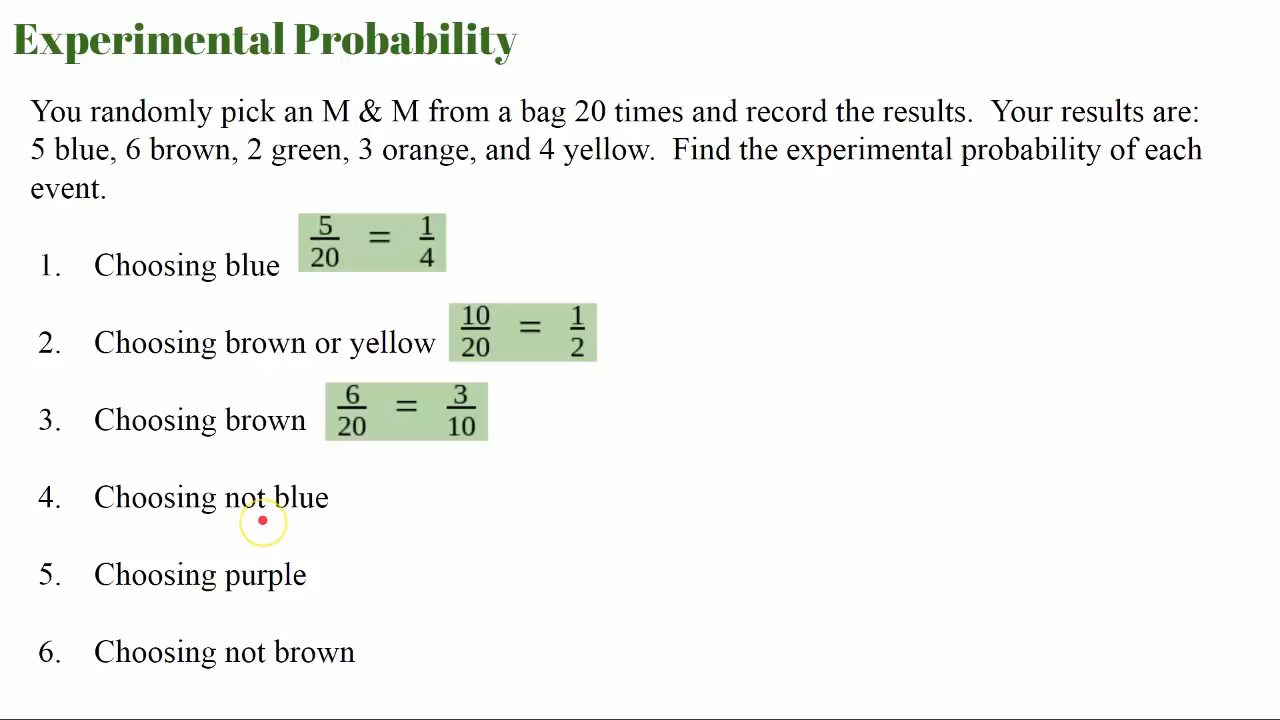 Experimental Probability
You randomly pick an M & M from a bag 20 times and record the results.  Your results are:
5 blue, 6 brown, 2 green, 3 orange, and 4 yellow.  Find the experimental probability of each
event.
1. Choosing blue 5/20 = 1/4
2. Choosing brown or yellow 10/20 = 1/2
3. Choosing brown 6/20 = 3/10
4. Choosing not blue
5. Choosing purple
6. Choosing not brown